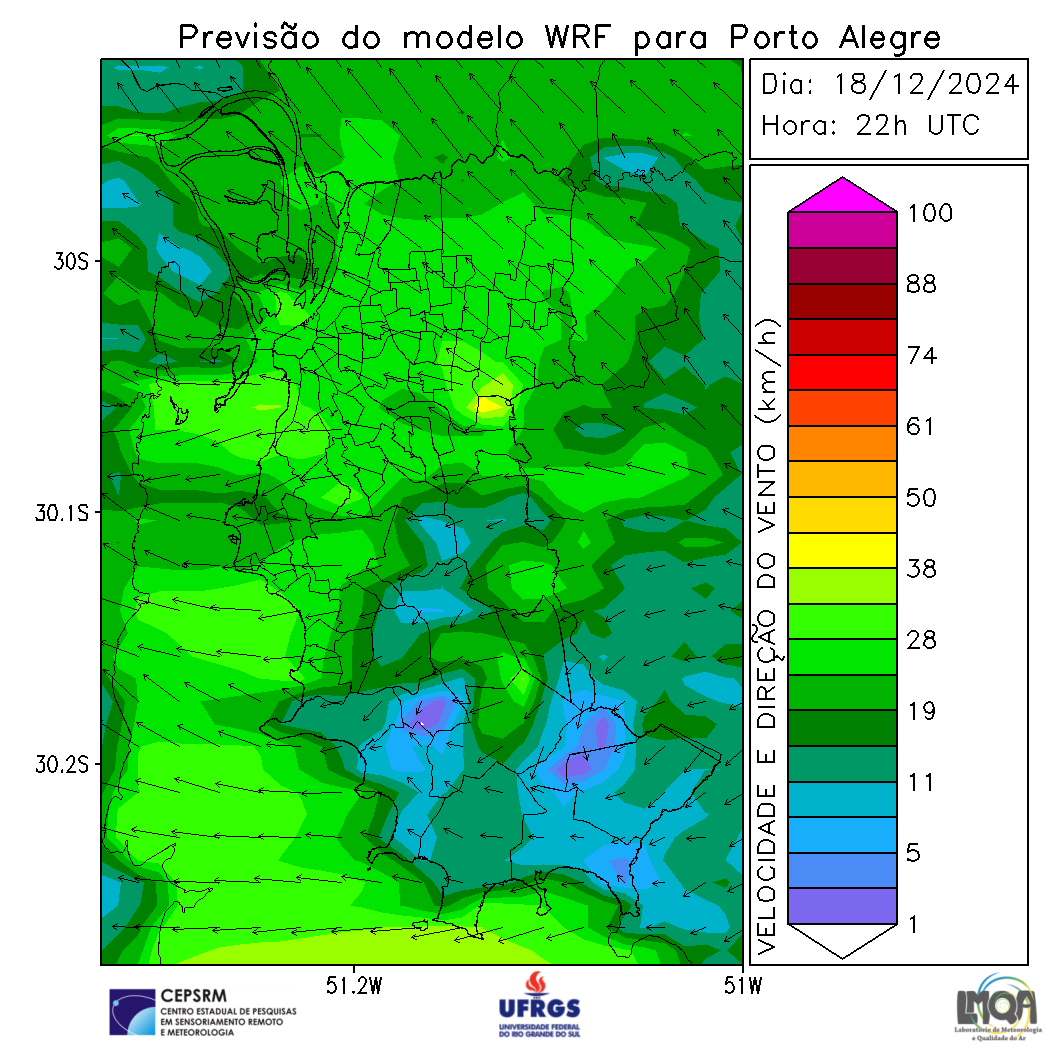 Previsão do modelo WRF para Porto Alegre
Dia: 18/12/2024
Hora: 22h UTC
30S
30.1S
30.2S
51.2W
51W
VELOCIDADE E DIREÇÃO DO VENTO (km/h)
100
88
74
61
50
38
28
19
11
5
1
CEPSRM
CENTRO ESTADUAL DE PESQUISAS
EM SENSORIAMENTO REMOTO
E METEOROLOGIA
UFRGS
UNIVERSIDADE FEDERAL
DO RIO GRANDE DO SUL
LMQA
Laboratório de Meteorologia
e Qualidade do Ar